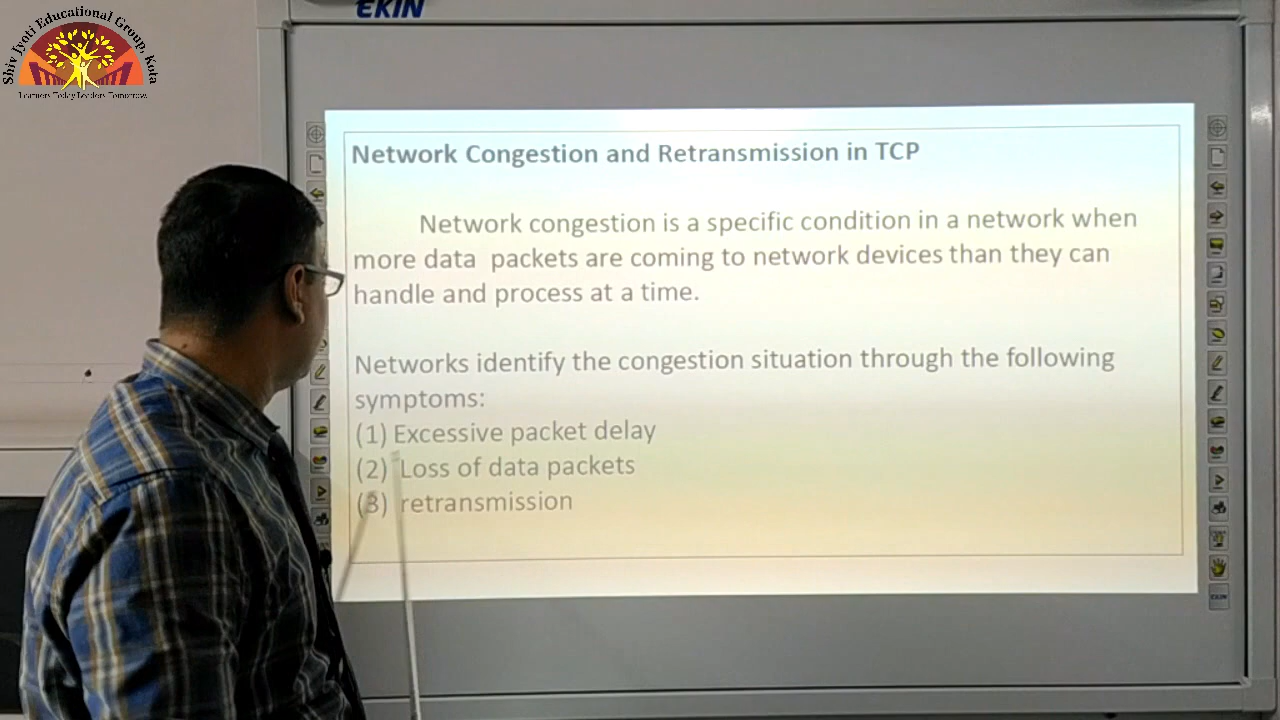 EKIN
Shiv Jyoti Educational Group, Kota
Learners Today Leaders Tomorrow
Network Congestion and Retransmission in TCP
Network congestion is a specific condition in a network when
more data packets are coming to network devices than they can
handle and process at a time.
Networks identify the congestion situation through the following
symptoms:
(1) Excessive packet delay
(2) Loss of data packets
(3) retransmission
EKIN